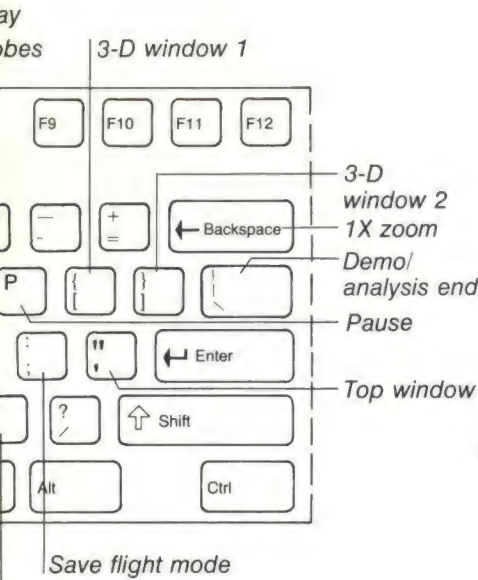 ay
obes
3-D window 1
F9 F10 F11 F12
3-D
window 2
— - + = ← Backspace
1X zoom
Demo/
analysis end
P { [ } ] | \
Pause
: ; " ' ↵ Enter
Top window
? / ⇧ Shift
Alt Ctrl
Save flight mode